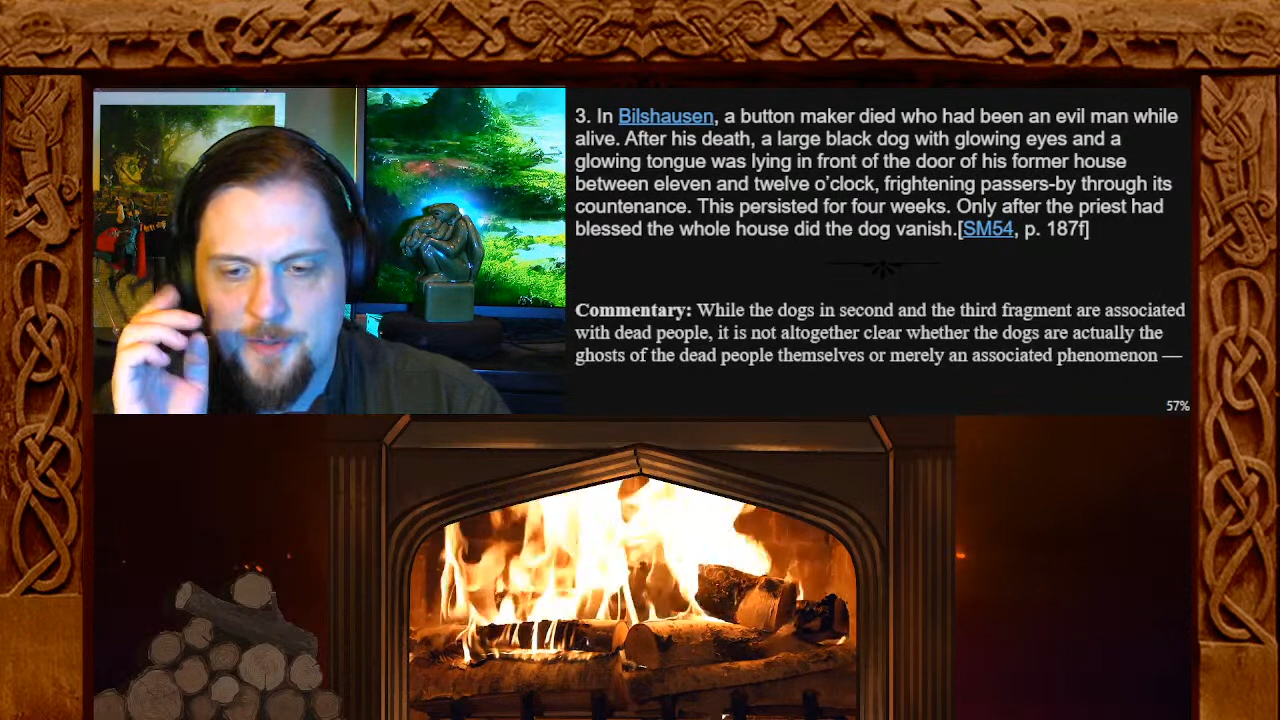 3. In Bilshausen, a button maker died who had been an evil man while
alive. After his death, a large black dog with glowing eyes and a
glowing tongue was lying in front of the door of his former house
between eleven and twelve o’clock, frightening passers-by through its
countenance. This persisted for four weeks. Only after the priest had
blessed the whole house did the dog vanish.[SM54, p. 187f]
Commentary: While the dogs in second and the third fragment are associated
with dead people, it is not altogether clear whether the dogs are actually the
ghosts of the dead people themselves or merely an associated phenomenon —
57%